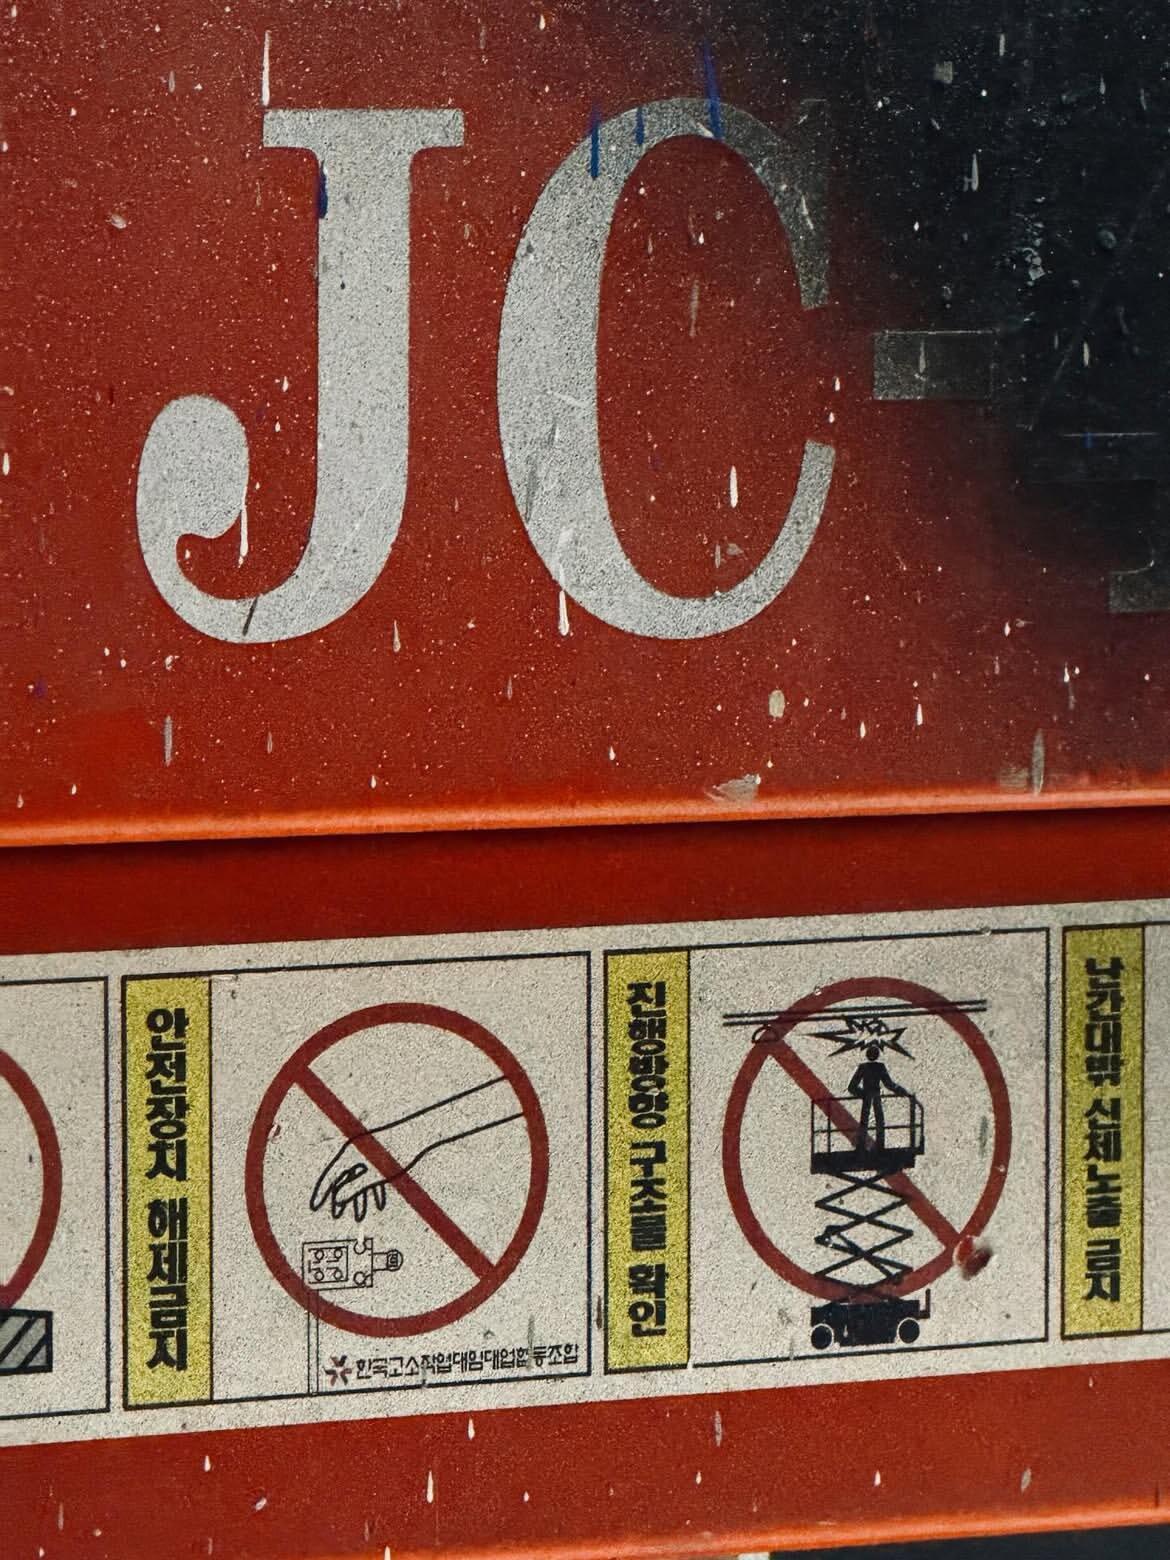 JC-
안전장치 해제금지
한국고소작업대임대업협동조합
진행방향 구조물 확인
난간대밖 신체노출 금지